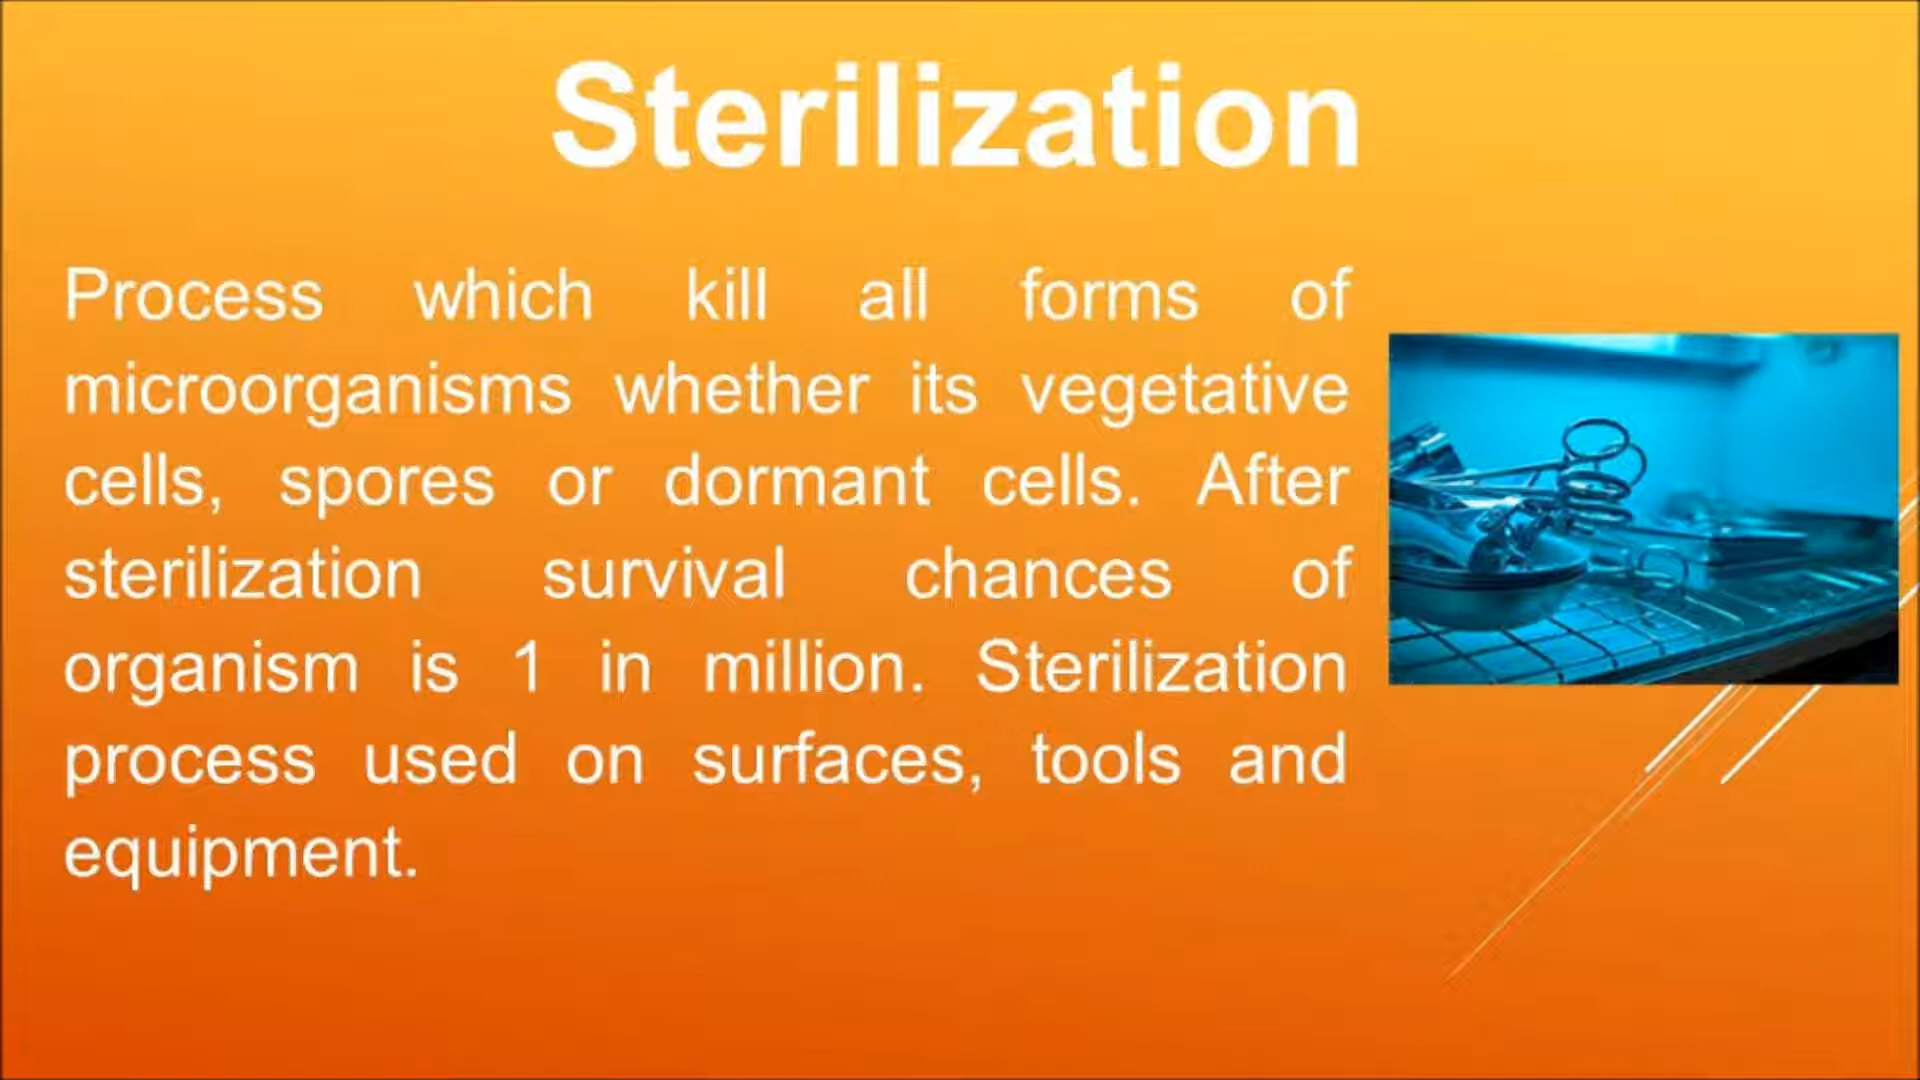 Sterilization
Process which kill all forms of
microorganisms whether its vegetative
cells, spores or dormant cells. After
sterilization survival chances of
organism is 1 in million. Sterilization
process used on surfaces, tools and
equipment.